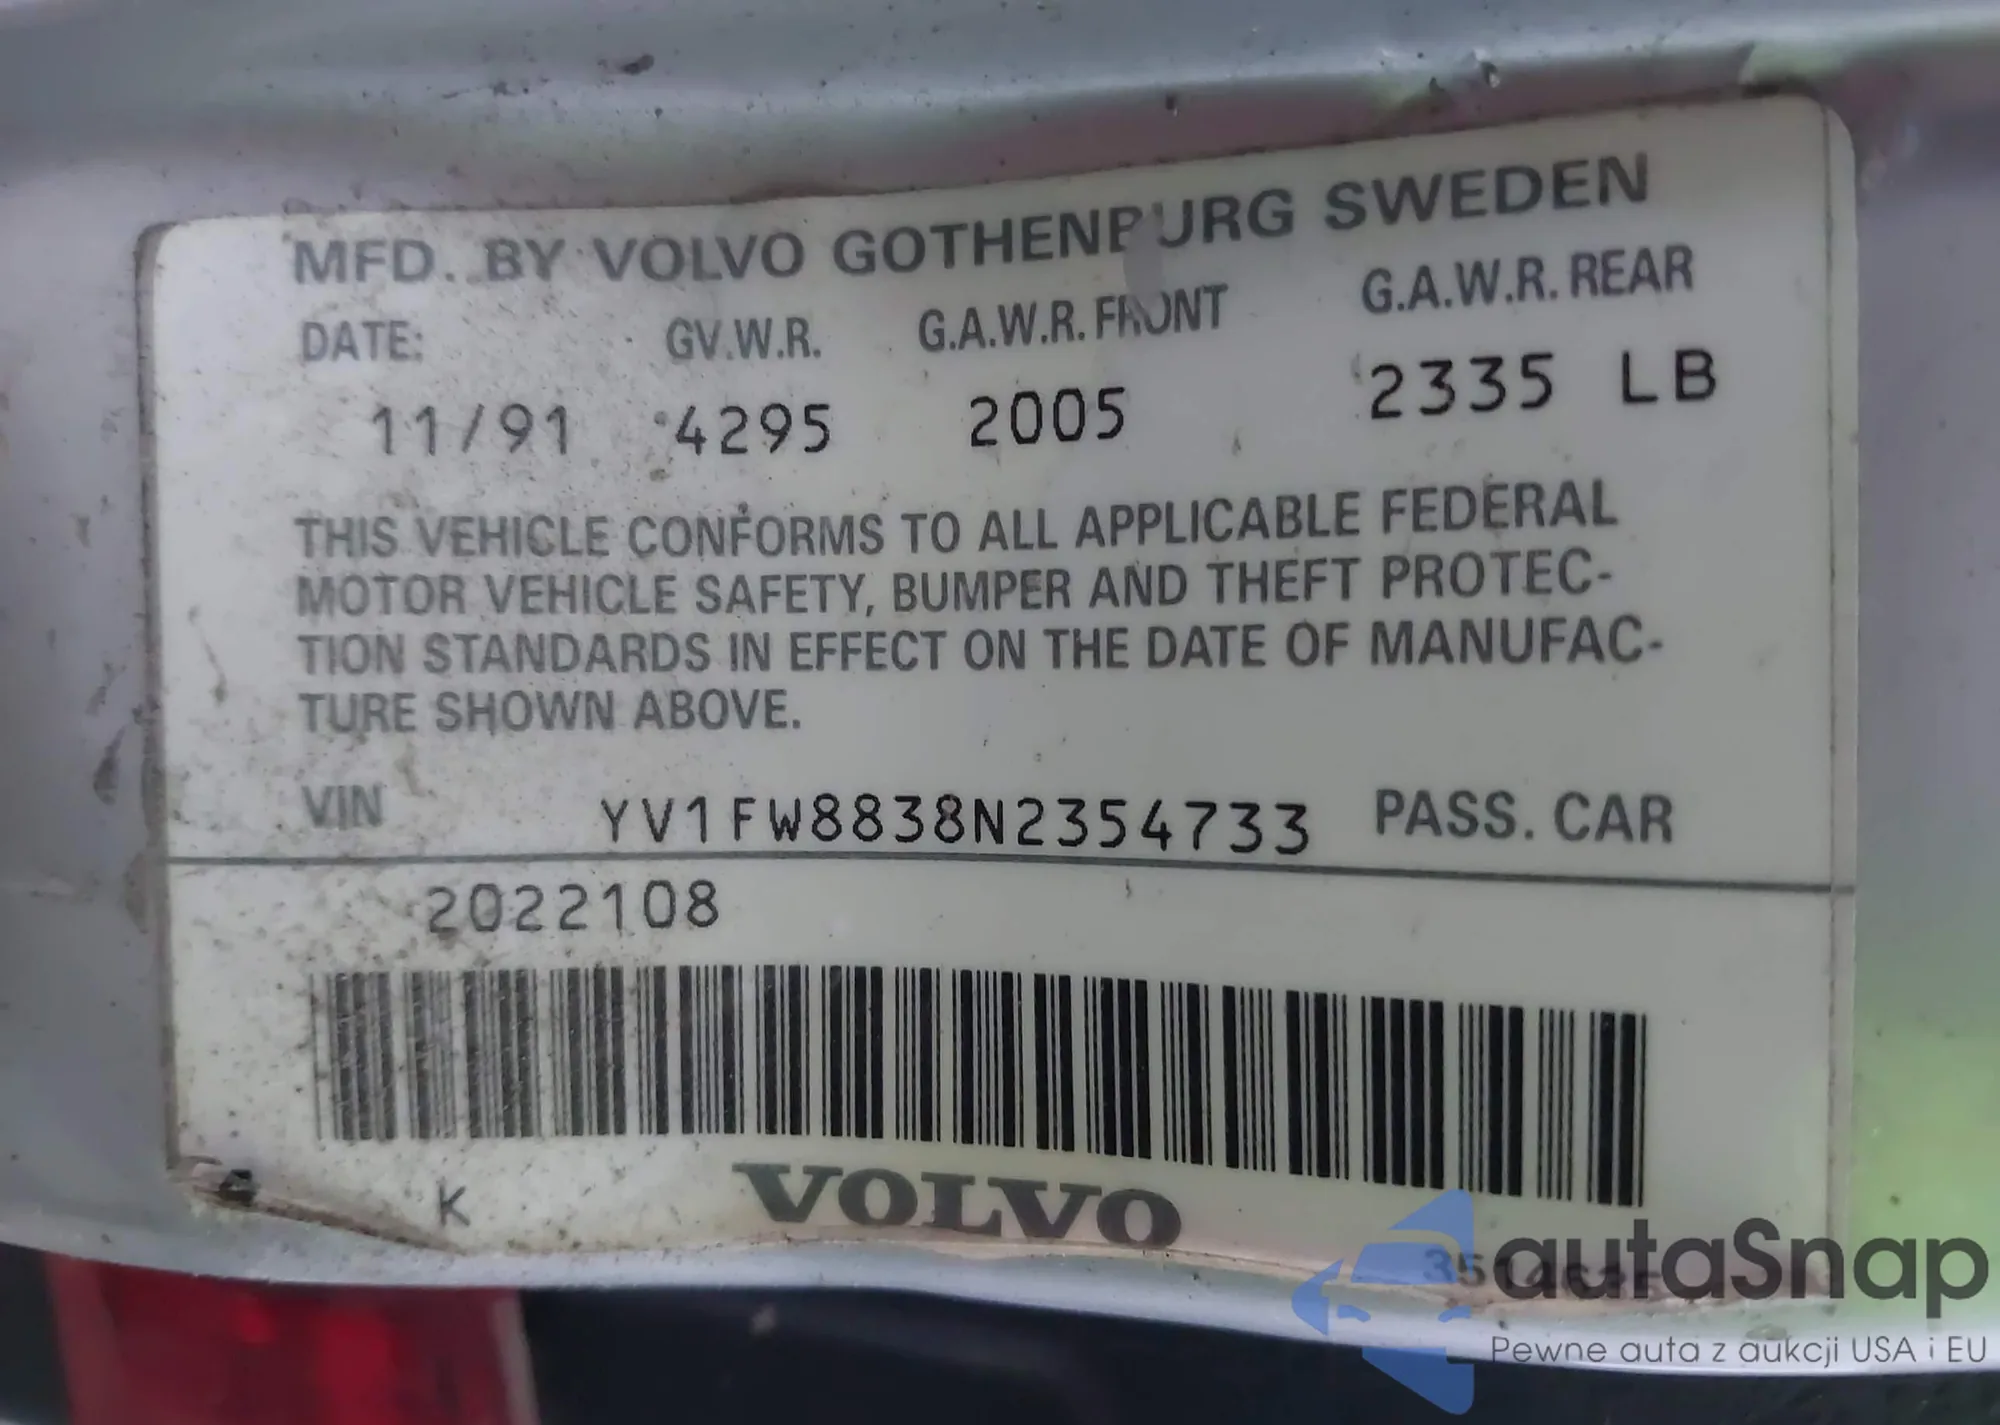 MFD. BY VOLVO GOTHENBURG SWEDEN
DATE: GV.W.R. G.A.W.R. FRONT G.A.W.R. REAR
11/91 4295 2005 2335 LB
THIS VEHICLE CONFORMS TO ALL APPLICABLE FEDERAL
MOTOR VEHICLE SAFETY, BUMPER AND THEFT PROTEC-
TION STANDARDS IN EFFECT ON THE DATE OF MANUFAC-
TURE SHOWN ABOVE.
VIN YV1FW8838N2354733 PASS. CAR
2022108
K VOLVO
autaSnap
Pewne auta z aukcji USA i EU